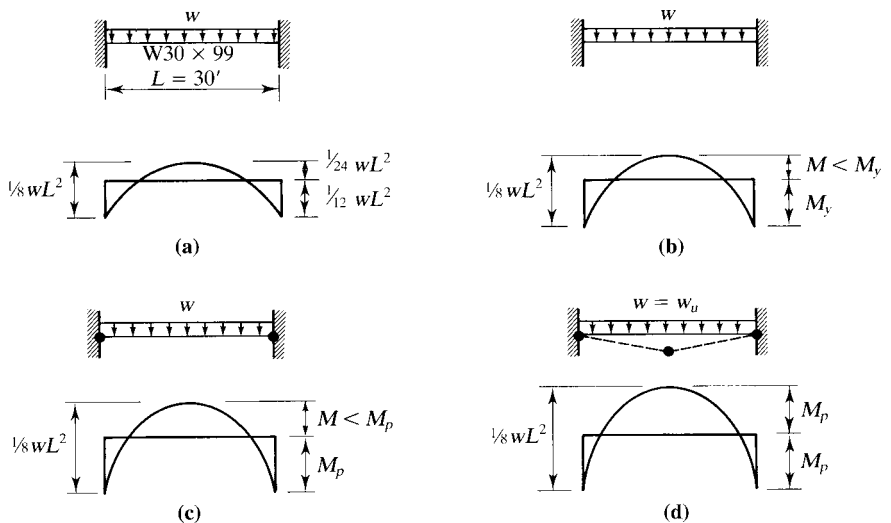 w
W30 × 99
L = 30′
⅛ wL²
1/24 wL²
1/12 wL²
(a)
w
⅛ wL²
M < My
My
(b)
w
⅛ wL²
M < Mp
Mp
(c)
w = wu
⅛ wL²
Mp
Mp
(d)